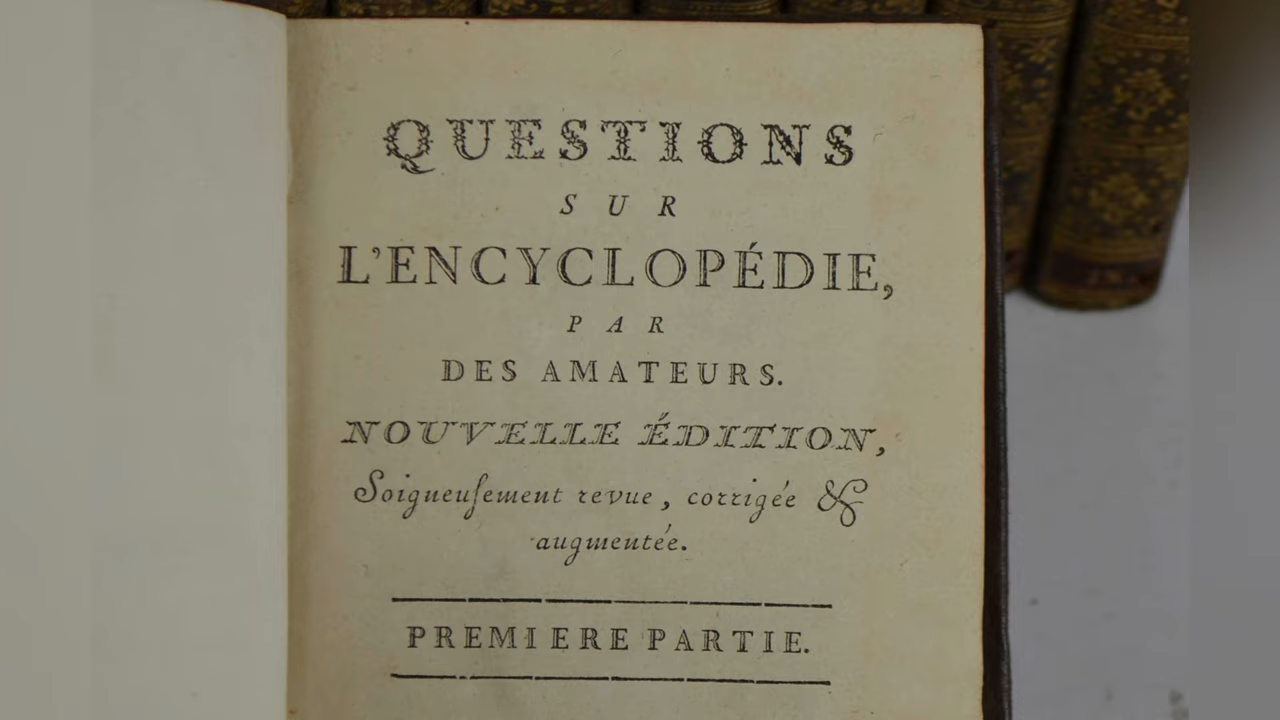 QUESTIONS
SUR
L'ENCYCLOPÉDIE,
PAR
DES AMATEURS.
NOUVELLE ÉDITION,
Soigneuſement revue, corrigée &
augmentée.
PREMIERE PARTIE.